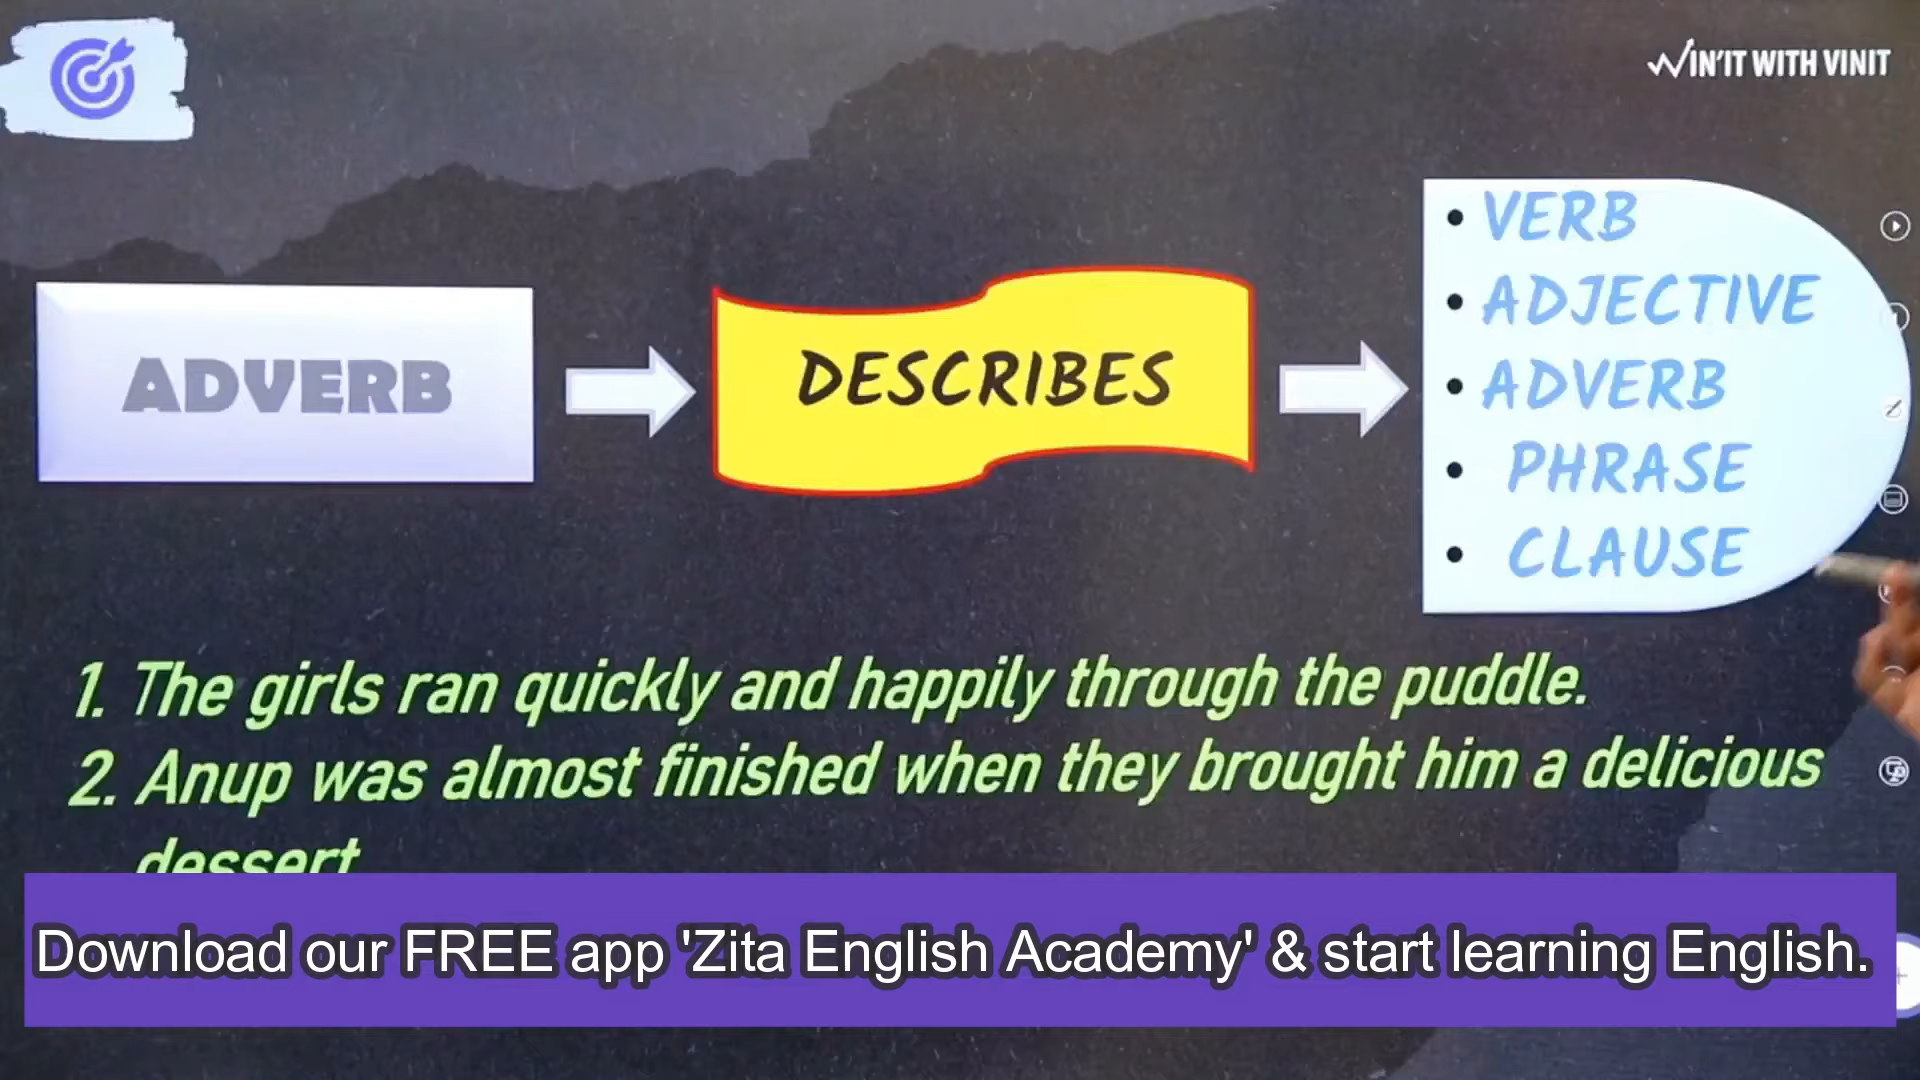 WIN'IT WITH VINIT
ADVERB
DESCRIBES
• VERB
• ADJECTIVE
• ADVERB
• PHRASE
• CLAUSE
1. The girls ran quickly and happily through the puddle.
2. Anup was almost finished when they brought him a delicious
dessert
Download our FREE app 'Zita English Academy' & start learning English.